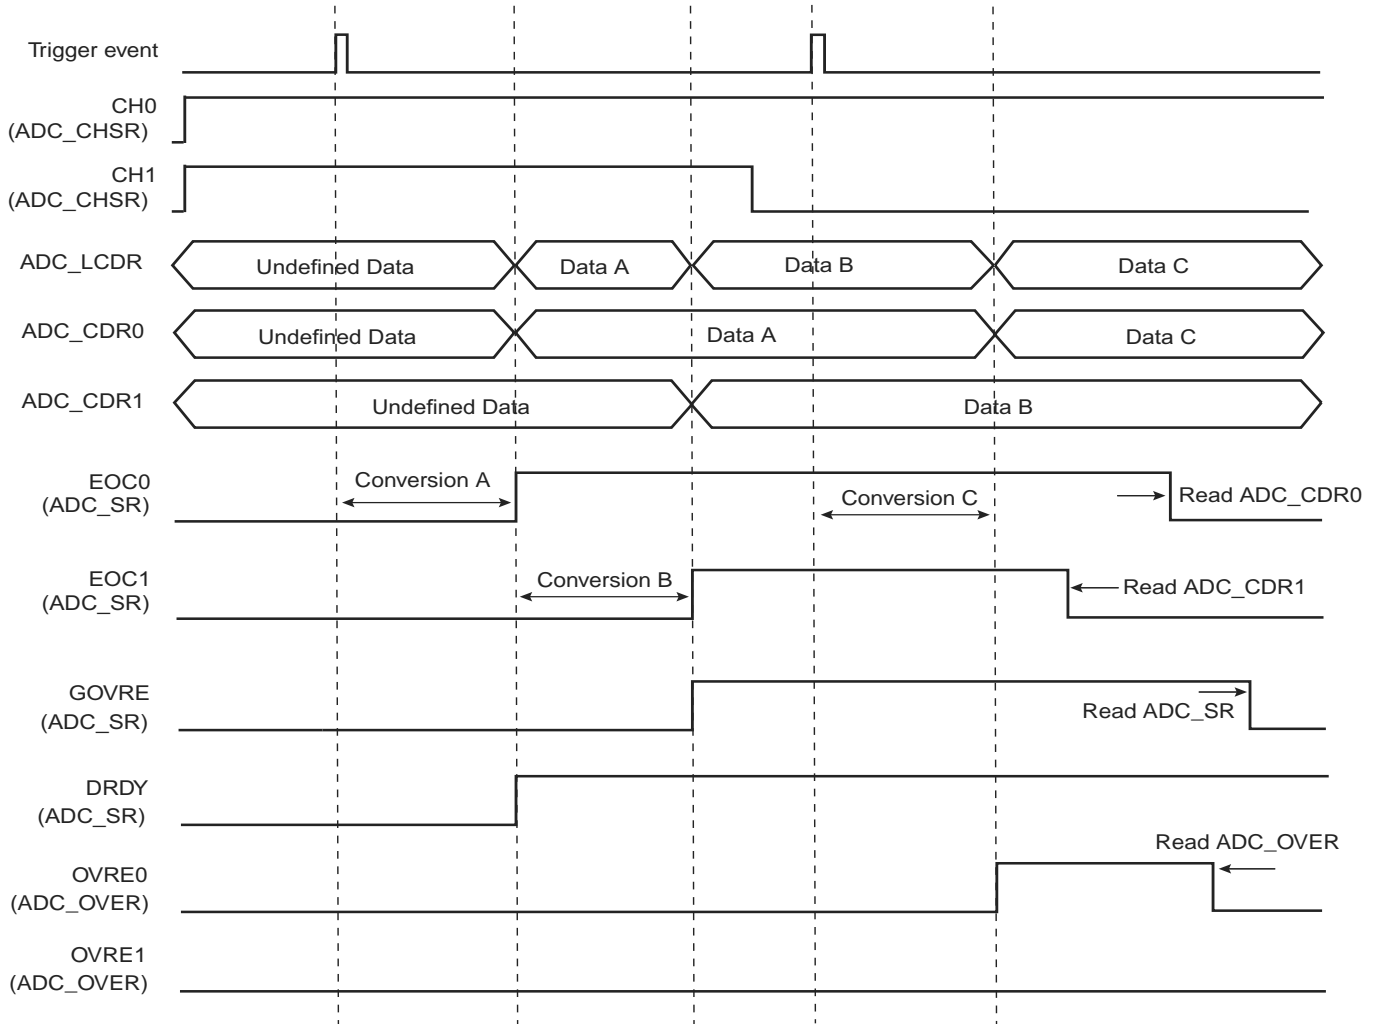 Trigger event
CH0
(ADC_CHSR)
CH1
(ADC_CHSR)
ADC_LCDR
Undefined Data
Data A
Data B
Data C
ADC_CDR0
Undefined Data
Data A
Data C
ADC_CDR1
Undefined Data
Data B
EOC0
(ADC_SR)
Conversion A
Conversion C
Read ADC_CDR0
EOC1
(ADC_SR)
Conversion B
Read ADC_CDR1
GOVRE
(ADC_SR)
Read ADC_SR
DRDY
(ADC_SR)
Read ADC_OVER
OVRE0
(ADC_OVER)
OVRE1
(ADC_OVER)